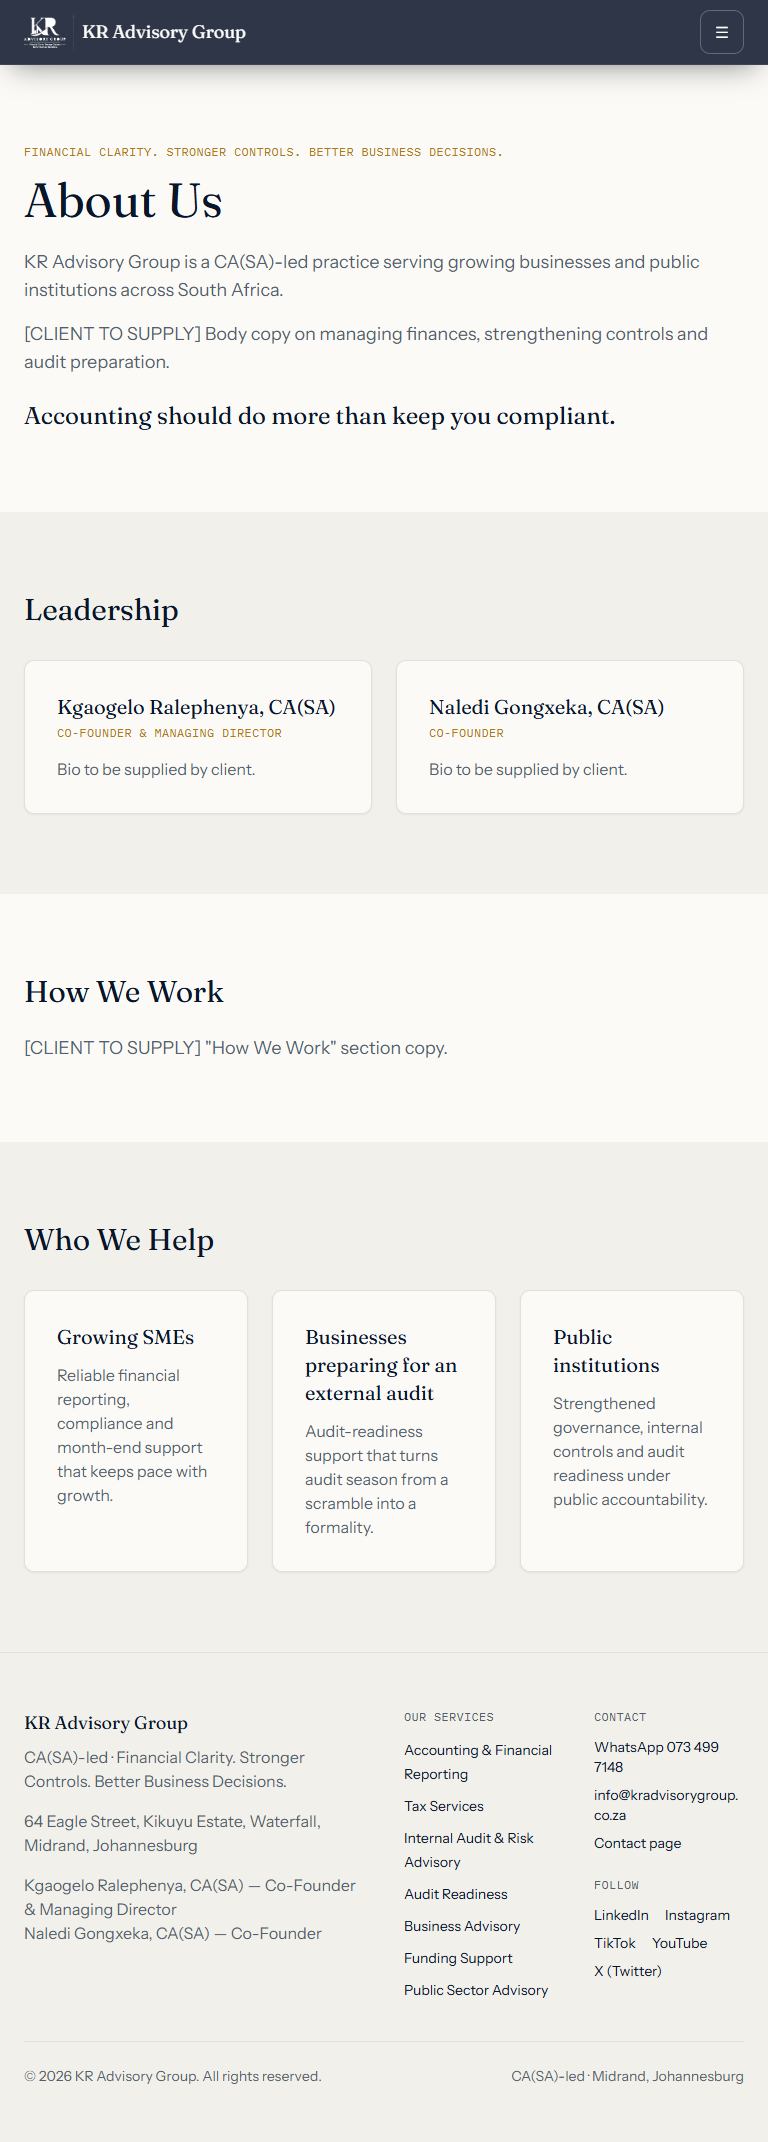 KR
ADVISORY GROUP
KR Advisory Group
☰
FINANCIAL CLARITY. STRONGER CONTROLS. BETTER BUSINESS DECISIONS.
About Us
KR Advisory Group is a CA(SA)-led practice serving growing businesses and public
institutions across South Africa.
[CLIENT TO SUPPLY] Body copy on managing finances, strengthening controls and
audit preparation.
Accounting should do more than keep you compliant.
Leadership
Kgaogelo Ralephenya, CA(SA)
CO-FOUNDER & MANAGING DIRECTOR
Bio to be supplied by client.
Naledi Gongxeka, CA(SA)
CO-FOUNDER
Bio to be supplied by client.
How We Work
[CLIENT TO SUPPLY] "How We Work" section copy.
Who We Help
Growing SMEs
Reliable financial
reporting,
compliance and
month-end support
that keeps pace with
growth.
Businesses
preparing for an
external audit
Audit-readiness
support that turns
audit season from a
scramble into a
formality.
Public
institutions
Strengthened
governance, internal
controls and audit
readiness under
public accountability.
KR Advisory Group
CA(SA)-led · Financial Clarity. Stronger
Controls. Better Business Decisions.
64 Eagle Street, Kikuyu Estate, Waterfall,
Midrand, Johannesburg
Kgaogelo Ralephenya, CA(SA) — Co-Founder
& Managing Director
Naledi Gongxeka, CA(SA) — Co-Founder
OUR SERVICES
Accounting & Financial
Reporting
Tax Services
Internal Audit & Risk
Advisory
Audit Readiness
Business Advisory
Funding Support
Public Sector Advisory
CONTACT
WhatsApp 073 499
7148
info@kradvisorygroup.
co.za
Contact page
FOLLOW
LinkedIn Instagram
TikTok YouTube
X (Twitter)
© 2026 KR Advisory Group. All rights reserved.
CA(SA)-led · Midrand, Johannesburg